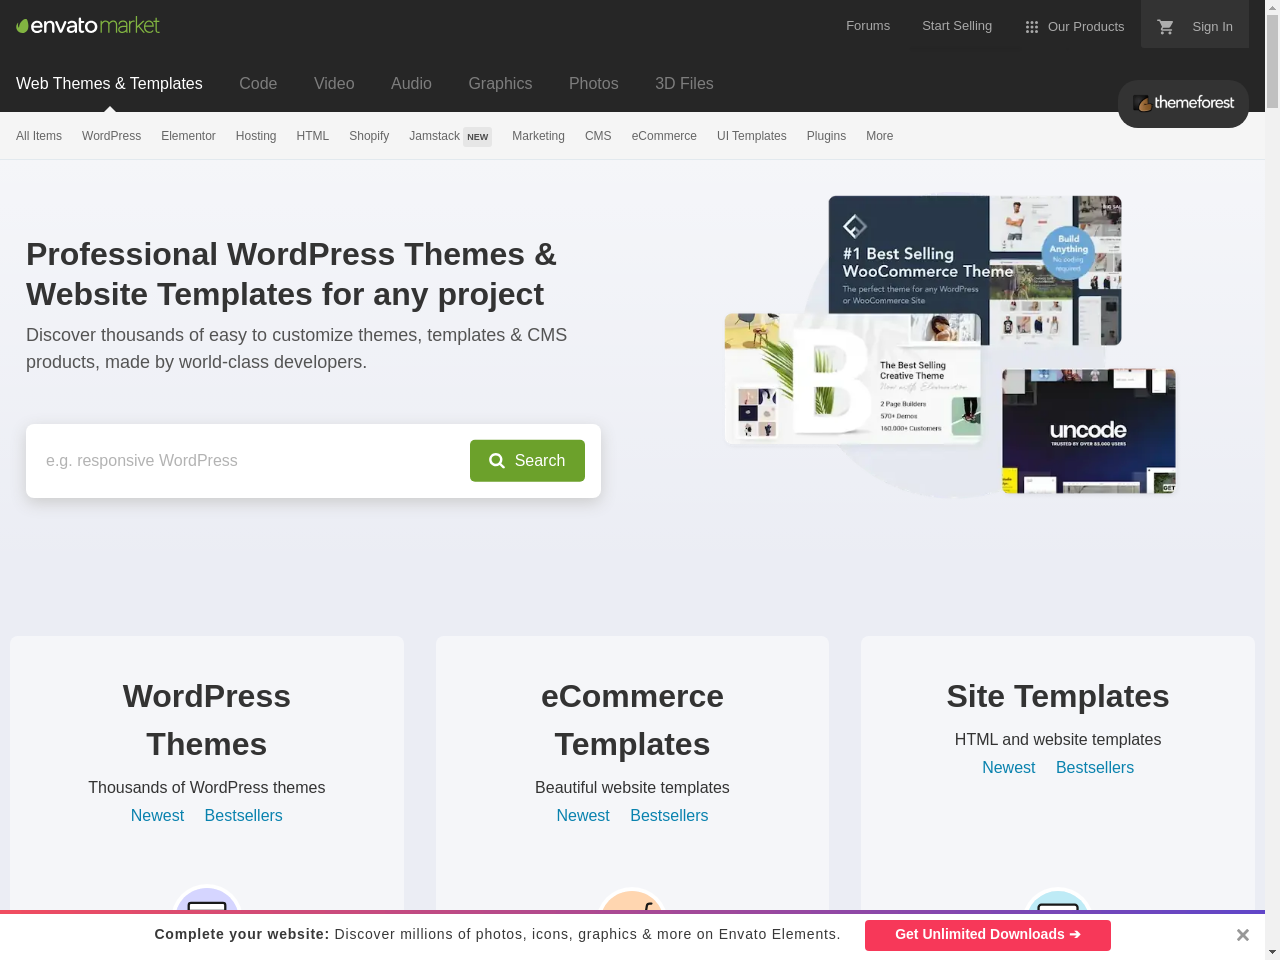 envato market
Forums
Start Selling
Our Products
Sign In
Web Themes & Templates
Code
Video
Audio
Graphics
Photos
3D Files
themeforest
All Items
WordPress
Elementor
Hosting
HTML
Shopify
Jamstack NEW
Marketing
CMS
eCommerce
UI Templates
Plugins
More
Professional WordPress Themes &
Website Templates for any project
Discover thousands of easy to customize themes, templates & CMS
products, made by world-class developers.
e.g. responsive WordPress
Search
#1 Best Selling
WooCommerce Theme
The perfect theme for any WordPress
or WooCommerce Site
Build
Anything
No coding
required
B
The Best Selling
Creative Theme
Now with Elementor
2 Page Builders
570+ Demos
160.000+ Customers
uncode
TRUSTED BY OVER 85.000 USERS
GET
WordPress
Themes
Thousands of WordPress themes
Newest
Bestsellers
eCommerce
Templates
Beautiful website templates
Newest
Bestsellers
Site Templates
HTML and website templates
Newest
Bestsellers
Complete your website: Discover millions of photos, icons, graphics & more on Envato Elements.
Get Unlimited Downloads ➔